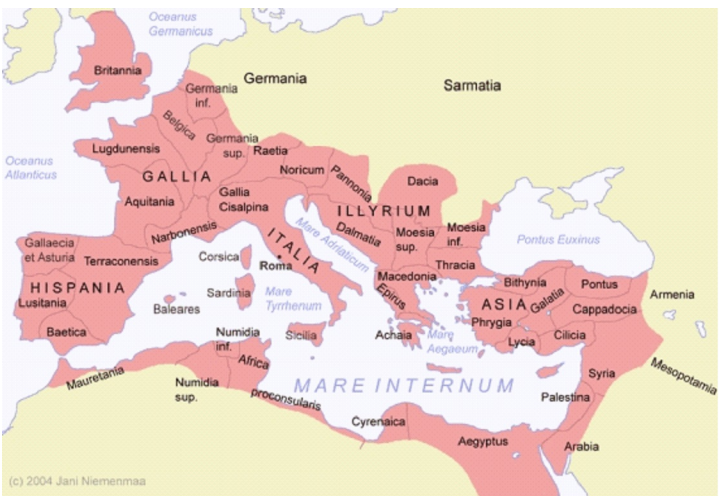 Oceanus
Germanicus
Britannia
Germania
Sarmatia
Germania
inf.
Belgica
Germania
sup.
Lugdunensis
Raetia
Oceanus
Atlanticus
GALLIA
Noricum
Pannonia
Dacia
Aquitania
Gallia
Cisalpina
ILLYRIUM
Narbonensis
ITALIA
Mare Adriaticum
Dalmatia
Moesia
sup.
Moesia
inf.
Pontus Euxinus
Gallaecia
et Asturia
Terraconensis
Corsica
Roma
Thracia
Macedonia
HISPANIA
Lusitania
Sardinia
Mare
Tyrrhenum
Epirus
Bithynia
Pontus
Armenia
ASIA
Galatia
Cappadocia
Baleares
Baetica
Numidia
inf.
Sicilia
Achaia
Mare
Aegaeum
Phrygia
Lycia
Cilicia
Africa
proconsularis
Mauretania
Numidia
sup.
MARE INTERNUM
Syria
Mesopotamia
Palestina
Cyrenaica
Aegyptus
Arabia
(c) 2004 Jani Niemenmaa